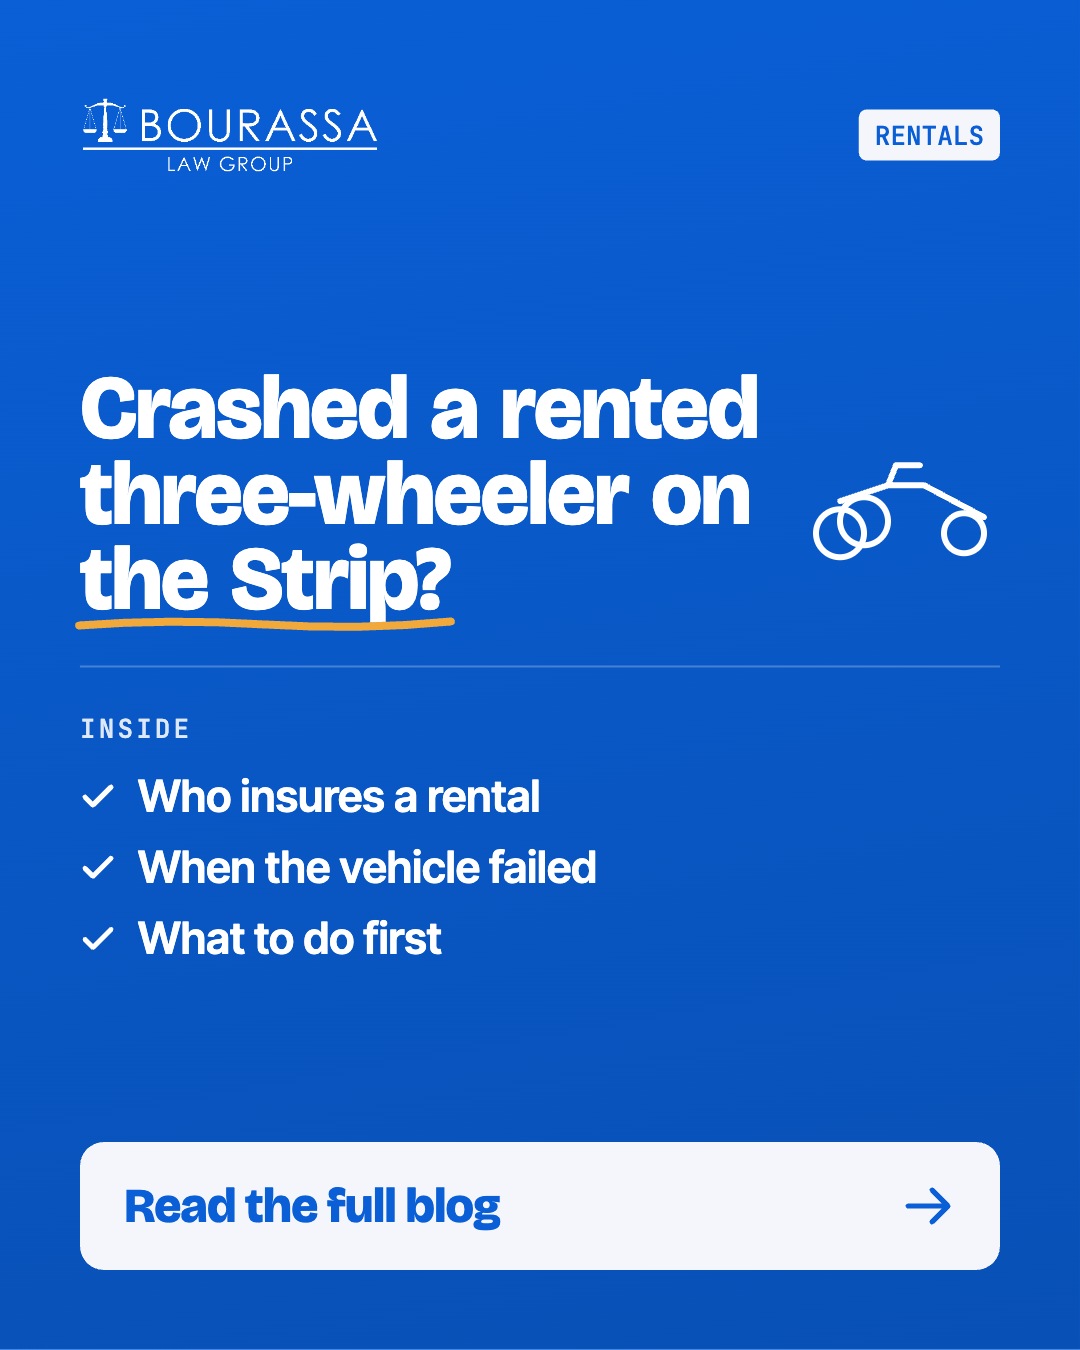 BOURASSA
LAW GROUP
RENTALS
Crashed a rented
three-wheeler on
the Strip?
INSIDE
Who insures a rental
When the vehicle failed
What to do first
Read the full blog